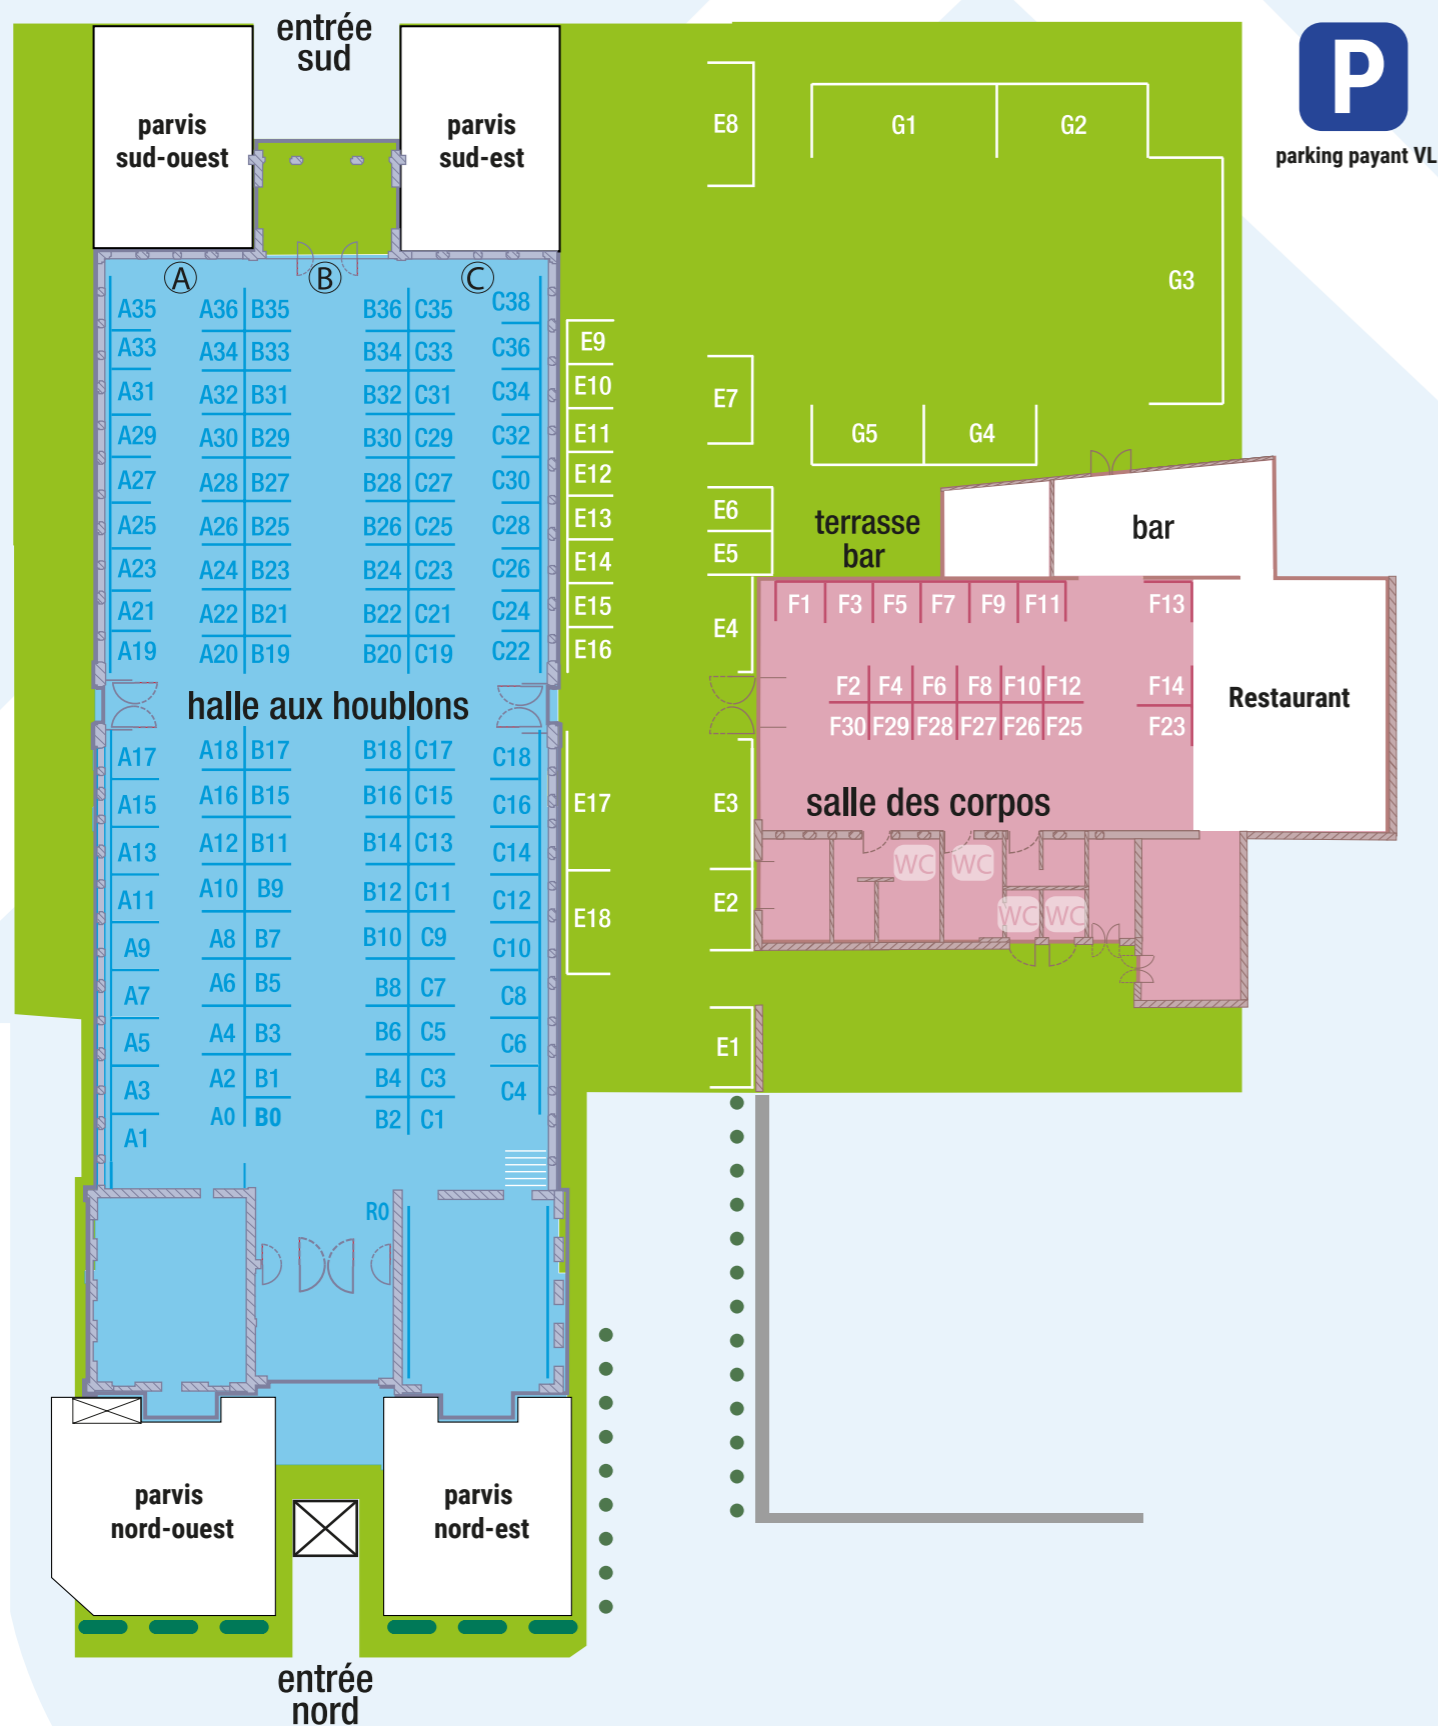 entrée
sud
parvis
sud-ouest
parvis
sud-est
P
parking payant VL
E8
G1
G2
G3
A
B
C
A35
A36 B35
B36 C35
C38
A33
A34 B33
B34 C33
C36
A31
A32 B31
B32 C31
C34
A29
A30 B29
B30 C29
C32
A27
A28 B27
B28 C27
C30
A25
A26 B25
B26 C25
C28
A23
A24 B23
B24 C23
C26
A21
A22 B21
B22 C21
C24
A19
A20 B19
B20 C19
C22
E9
E10
E11
E12
E13
E14
E15
E16
E7
G5
G4
E6
E5
E4
terrasse
bar
bar
F1 F3 F5 F7 F9 F11 F13
F2 F4 F6 F8 F10 F12 F14
F30 F29 F28 F27 F26 F25 F23
Restaurant
salle des corpos
WC WC
WC WC
halle aux houblons
A17
A18 B17
B18 C17
C18
A15
A16 B15
B16 C15
C16
A13
A12 B11
B14 C13
C14
A11
A10 B9
B12 C11
C12
A9
A8 B7
B10 C9
C10
A7
A6 B5
B8 C7
C8
A5
A4 B3
B6 C5
C6
A3
A2 B1
B4 C3
C4
A1
A0 B0
B2 C1
E17
E18
E3
E2
E1
R0
parvis
nord-ouest
parvis
nord-est
entrée
nord